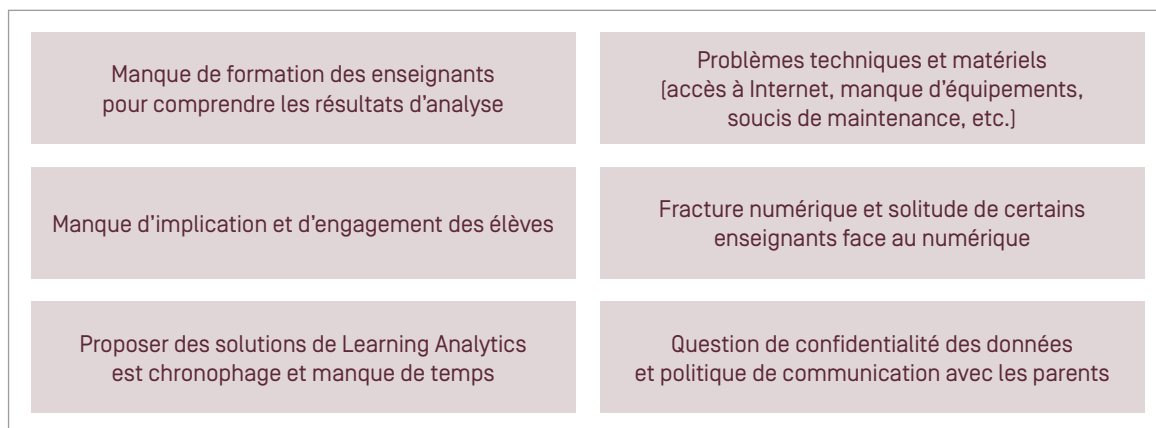 Manque de formation des enseignants
pour comprendre les résultats d'analyse
Problèmes techniques et matériels
(accès à Internet, manque d'équipements,
soucis de maintenance, etc.)
Manque d'implication et d'engagement des élèves
Fracture numérique et solitude de certains
enseignants face au numérique
Proposer des solutions de Learning Analytics
est chronophage et manque de temps
Question de confidentialité des données
et politique de communication avec les parents